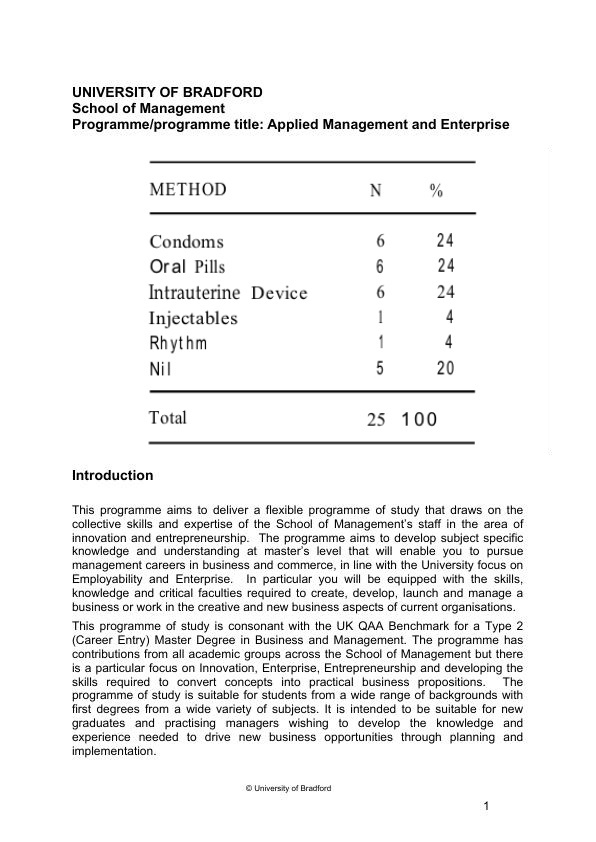 UNIVERSITY OF BRADFORD
School of Management
Programme/programme title: Applied Management and Enterprise
METHOD N %
Condoms 6 24
Oral Pills 6 24
Intrauterine Device 6 24
Injectables 1 4
Rhythm 1 4
Nil 5 20
Total 25 100
Introduction
This programme aims to deliver a flexible programme of study that draws on the
collective skills and expertise of the School of Management's staff in the area of
innovation and entrepreneurship. The programme aims to develop subject specific
knowledge and understanding at master's level that will enable you to pursue
management careers in business and commerce, in line with the University focus on
Employability and Enterprise. In particular you will be equipped with the skills,
knowledge and critical faculties required to create, develop, launch and manage a
business or work in the creative and new business aspects of current organisations.
This programme of study is consonant with the UK QAA Benchmark for a Type 2
(Career Entry) Master Degree in Business and Management. The programme has
contributions from all academic groups across the School of Management but there
is a particular focus on Innovation, Enterprise, Entrepreneurship and developing the
skills required to convert concepts into practical business propositions. The
programme of study is suitable for students from a wide range of backgrounds with
first degrees from a wide variety of subjects. It is intended to be suitable for new
graduates and practising managers wishing to develop the knowledge and
experience needed to drive new business opportunities through planning and
implementation.
© University of Bradford
1